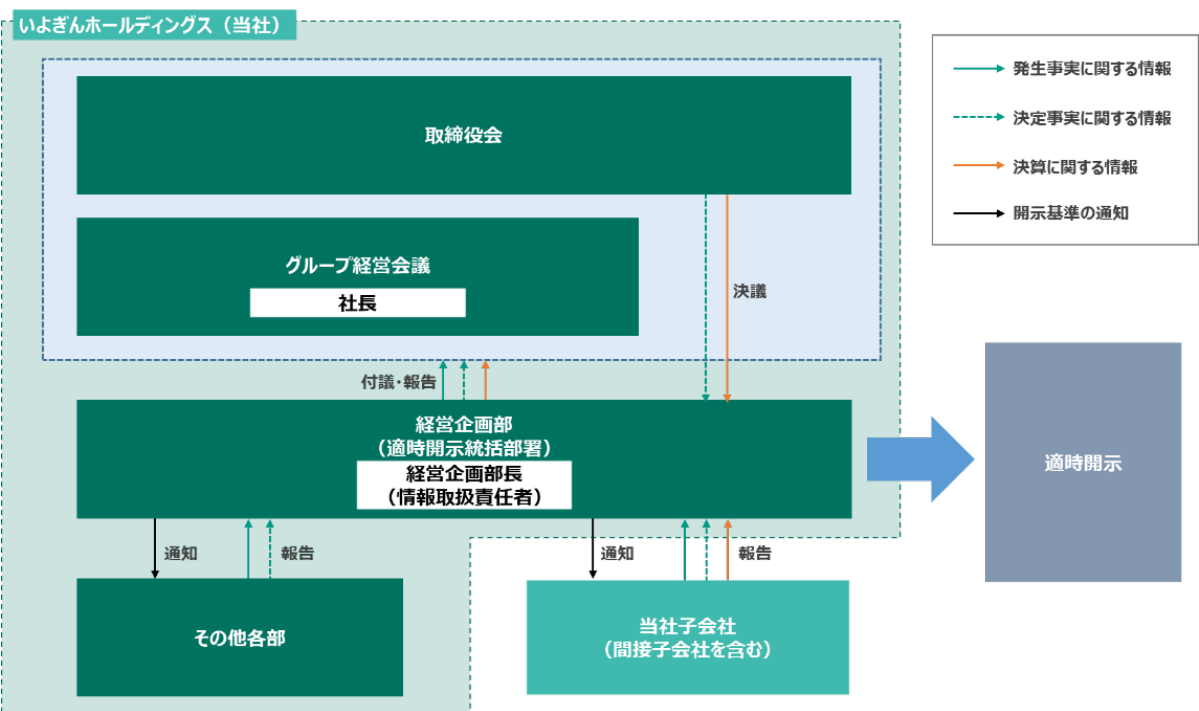 いよぎんホールディングス（当社）
発生事実に関する情報
決定事実に関する情報
決算に関する情報
開示基準の通知
取締役会
グループ経営会議
社長
決議
付議・報告
経営企画部
（適時開示統括部署）
経営企画部長
（情報取扱責任者）
適時開示
通知
報告
通知
報告
その他各部
当社子会社
（間接子会社を含む）